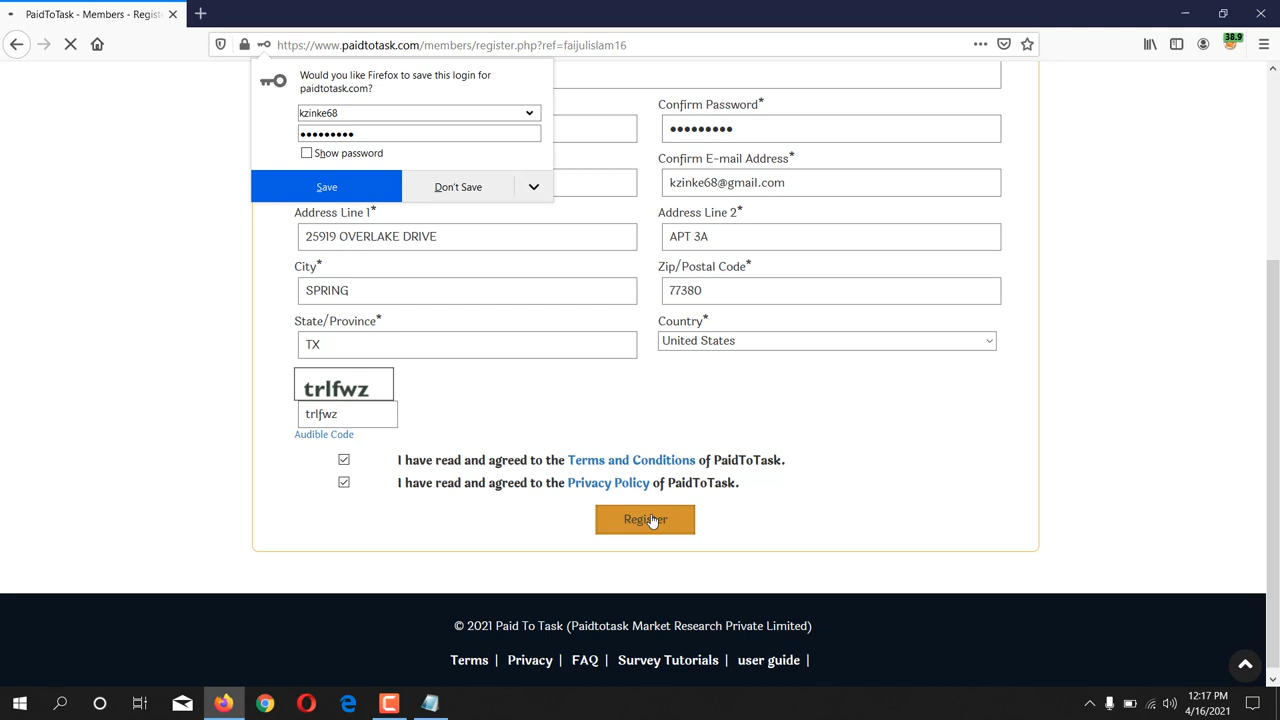 PaidToTask - Members - Regist
38.9
https://www.paidtotask.com/members/register.php?ref=faijulislam16
Would you like Firefox to save this login for
paidtotask.com?
kzinke68
•••••••••
Show password
Save
Don't Save
Confirm Password*
•••••••••
Confirm E-mail Address*
kzinke68@gmail.com
Address Line 1*
Address Line 2*
25919 OVERLAKE DRIVE
APT 3A
City*
Zip/Postal Code*
SPRING
77380
State/Province*
Country*
TX
United States
trlfwz
trlfwz
Audible Code
I have read and agreed to the Terms and Conditions of PaidToTask.
I have read and agreed to the Privacy Policy of PaidToTask.
Register
© 2021 Paid To Task (Paidtotask Market Research Private Limited)
Terms | Privacy | FAQ | Survey Tutorials | user guide |
12:17 PM
4/16/2021